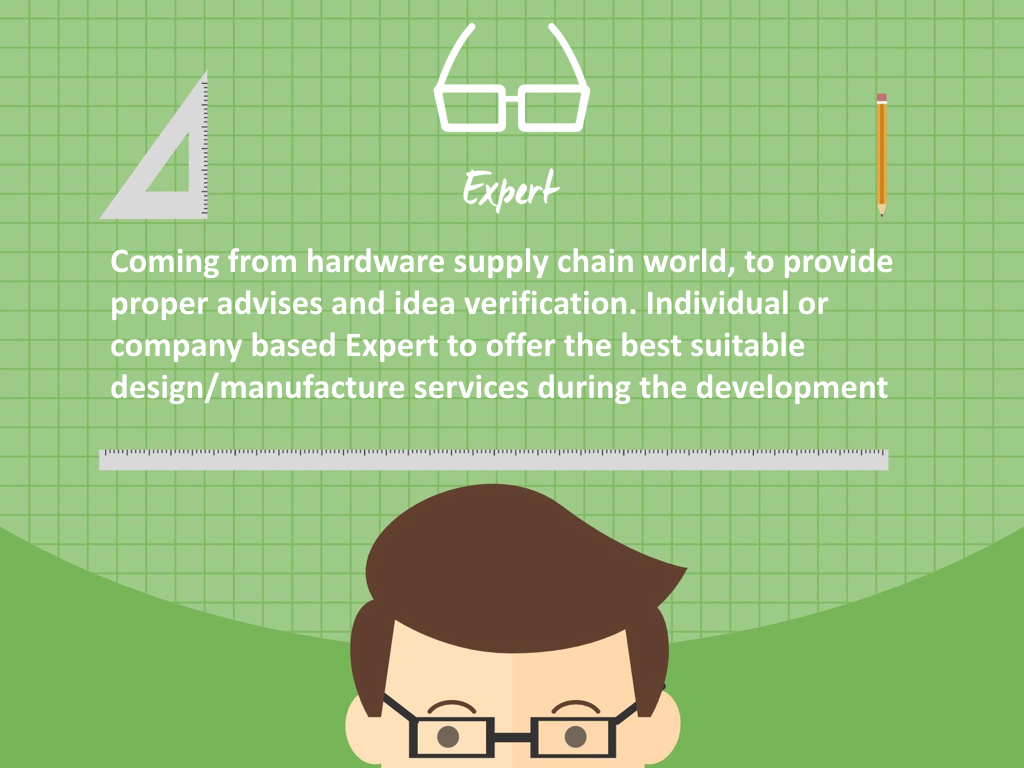 Expert
Coming from hardware supply chain world, to provide
proper advises and idea verification. Individual or
company based Expert to offer the best suitable
design/manufacture services during the development